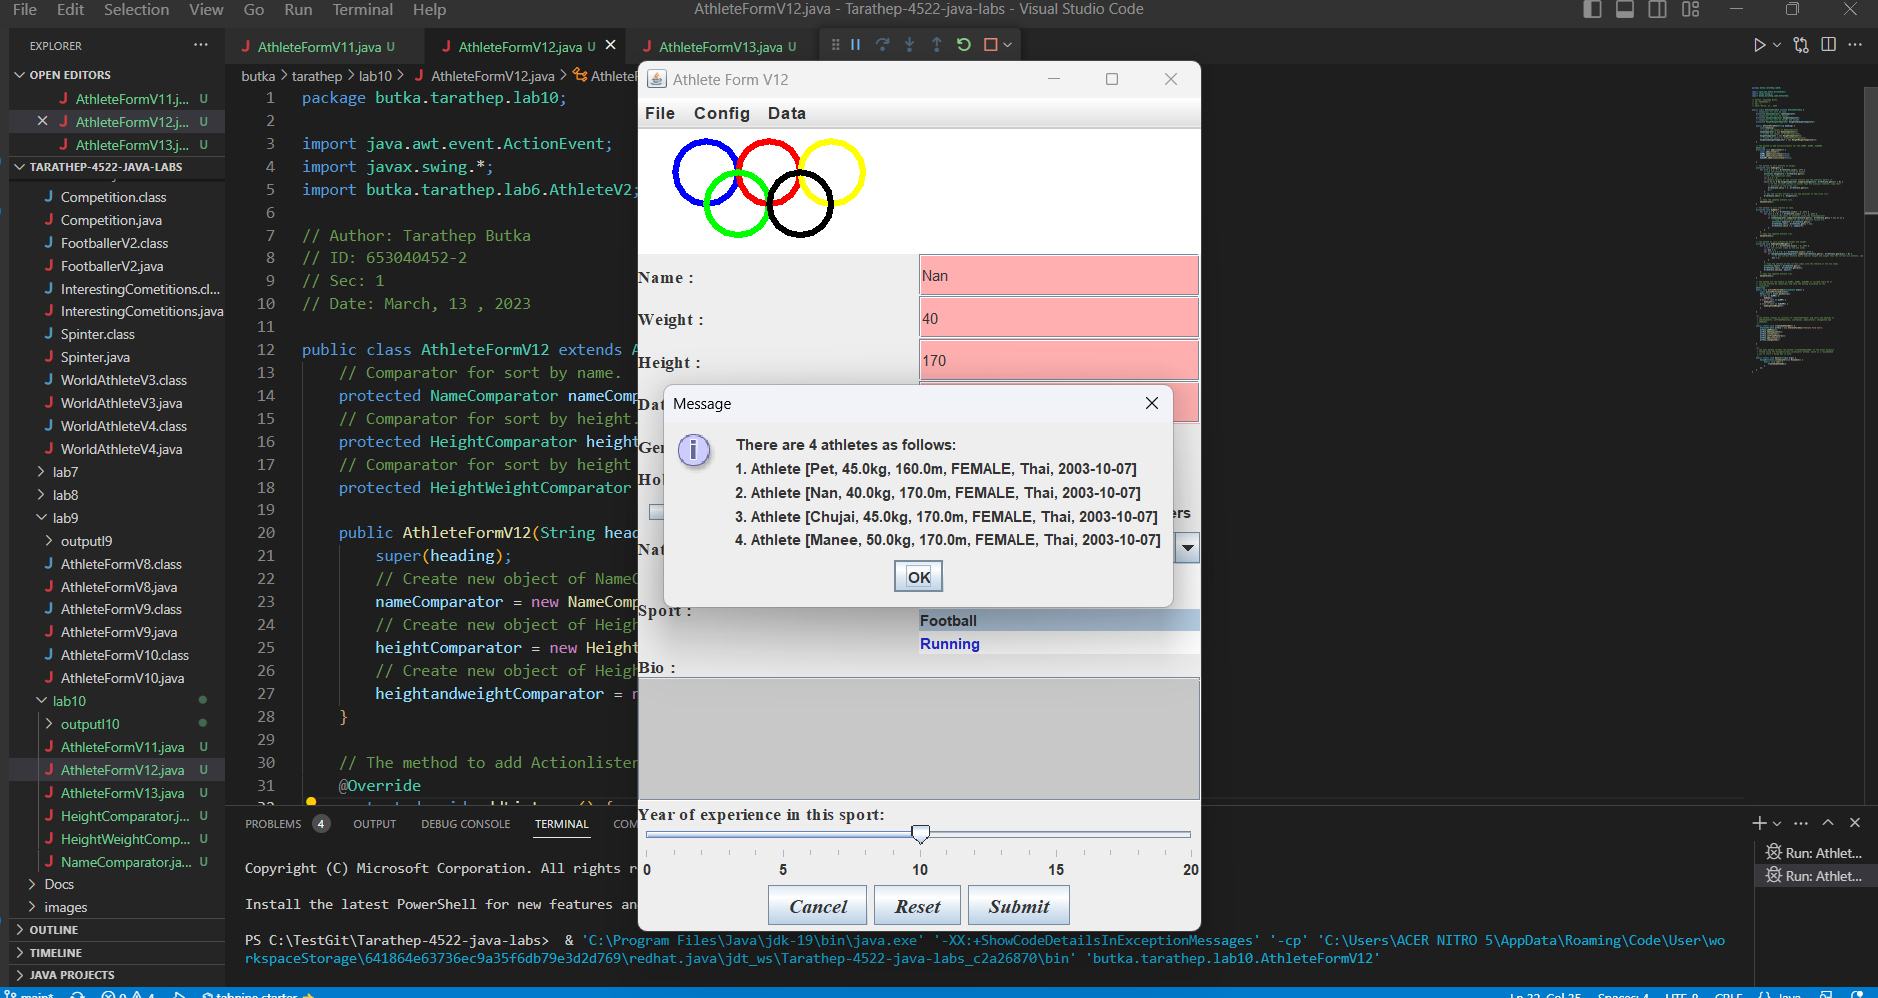 File Edit Selection View Go Run Terminal Help
AthleteFormV12.java - Tarathep-4522-java-labs - Visual Studio Code
EXPLORER
OPEN EDITORS
AthleteFormV11.j... U
AthleteFormV12.j... U
AthleteFormV13.j... U
TARATHEP-4522-JAVA-LABS
Competition.class
Competition.java
FootballerV2.class
FootballerV2.java
InterestingCometitions.cl...
InterestingCometitions.java
Spinter.class
Spinter.java
WorldAthleteV3.class
WorldAthleteV3.java
WorldAthleteV4.class
WorldAthleteV4.java
lab7
lab8
lab9
outputl9
AthleteFormV8.class
AthleteFormV8.java
AthleteFormV9.class
AthleteFormV9.java
AthleteFormV10.class
AthleteFormV10.java
lab10
outputl10
AthleteFormV11.java U
AthleteFormV12.java U
AthleteFormV13.java U
HeightComparator.j... U
HeightWeightComp... U
NameComparator.ja... U
Docs
images
OUTLINE
TIMELINE
JAVA PROJECTS
AthleteFormV11.java U
AthleteFormV12.java U
AthleteFormV13.java U
butka > tarathep > lab10 > AthleteFormV12.java > AthleteF
1 package butka.tarathep.lab10;
2
3 import java.awt.event.ActionEvent;
4 import javax.swing.*;
5 import butka.tarathep.lab6.AthleteV2;
6
7 // Author: Tarathep Butka
8 // ID: 653040452-2
9 // Sec: 1
10 // Date: March, 13 , 2023
11
12 public class AthleteFormV12 extends A
13 // Comparator for sort by name.
14 protected NameComparator nameComp
15 // Comparator for sort by height.
16 protected HeightComparator height
17 // Comparator for sort by height
18 protected HeightWeightComparator
19
20 public AthleteFormV12(String head
21 super(heading);
22 // Create new object of NameC
23 nameComparator = new NameComp
24 // Create new object of Heigh
25 heightComparator = new Height
26 // Create new object of Heigh
27 heightandweightComparator = n
28 }
29
30 // The method to add Actionlisten
31 @Override
Athlete Form V12
File Config Data
Name : Nan
Weight : 40
Height : 170
Dat
Gen
Hob
ers
Nat
Message
There are 4 athletes as follows:
1. Athlete [Pet, 45.0kg, 160.0m, FEMALE, Thai, 2003-10-07]
2. Athlete [Nan, 40.0kg, 170.0m, FEMALE, Thai, 2003-10-07]
3. Athlete [Chujai, 45.0kg, 170.0m, FEMALE, Thai, 2003-10-07]
4. Athlete [Manee, 50.0kg, 170.0m, FEMALE, Thai, 2003-10-07]
OK
Sport :
Football
Running
Bio :
Year of experience in this sport:
0 5 10 15 20
Cancel Reset Submit
PROBLEMS 4 OUTPUT DEBUG CONSOLE TERMINAL COM
Copyright (C) Microsoft Corporation. All rights r
Install the latest PowerShell for new features an
PS C:\TestGit\Tarathep-4522-java-labs> & 'C:\Program Files\Java\jdk-19\bin\java.exe' '-XX:+ShowCodeDetailsInExceptionMessages' '-cp' 'C:\Users\ACER NITRO 5\AppData\Roaming\Code\User\wo
rkspaceStorage\641864e63736ec9a35f6db79e3d2d769\redhat.java\jdt_ws\Tarathep-4522-java-labs_c2a26870\bin' 'butka.tarathep.lab10.AthleteFormV12'
Run: Athlet...
Run: Athlet...